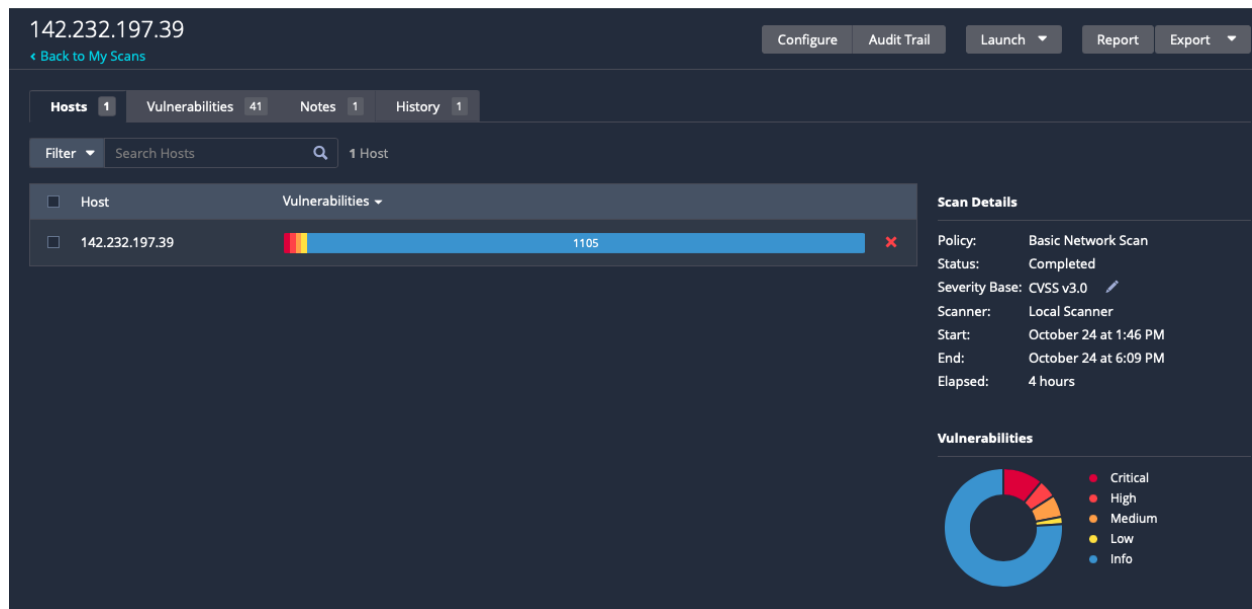 142.232.197.39
‹ Back to My Scans
Configure Audit Trail Launch Report Export
Hosts 1 Vulnerabilities 41 Notes 1 History 1
Filter Search Hosts 1 Host
Host Vulnerabilities
142.232.197.39 1105
Scan Details
Policy: Basic Network Scan
Status: Completed
Severity Base: CVSS v3.0
Scanner: Local Scanner
Start: October 24 at 1:46 PM
End: October 24 at 6:09 PM
Elapsed: 4 hours
Vulnerabilities
Critical
High
Medium
Low
Info